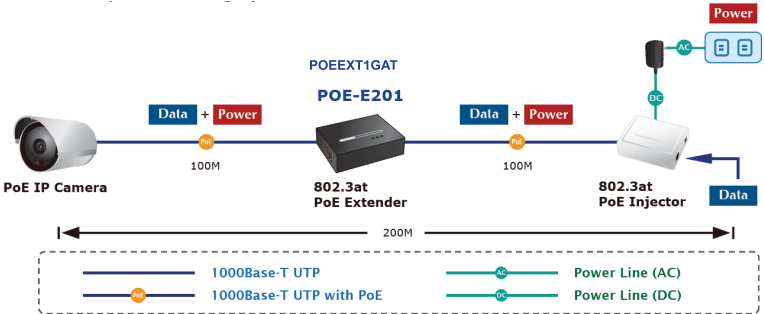 Power
AC
POEEXT1GAT
POE-E201
DC
Data + Power
Data + Power
PoE
PoE
100M
100M
PoE IP Camera
802.3at
PoE Extender
802.3at
PoE Injector
Data
200M
1000Base-T UTP
AC
Power Line (AC)
PoE
1000Base-T UTP with PoE
DC
Power Line (DC)